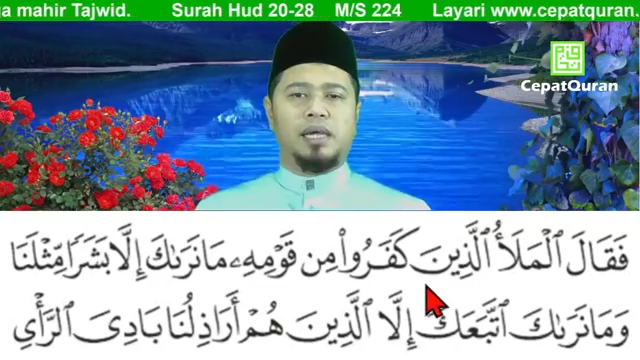 a mahir Tajwid. Surah Hud 20-28 M/S 224 Layari www.cepatquran.
CepatQuran
فَقَالَ ٱلْمَلَأُ ٱلَّذِينَ كَفَرُوا۟ مِن قَوْمِهِۦ مَا نَرَىٰكَ إِلَّا بَشَرًا مِّثْلَنَا
وَمَا نَرَىٰكَ ٱتَّبَعَكَ إِلَّا ٱلَّذِينَ هُمْ أَرَاذِلُنَا بَادِىَ ٱلرَّأْىِ